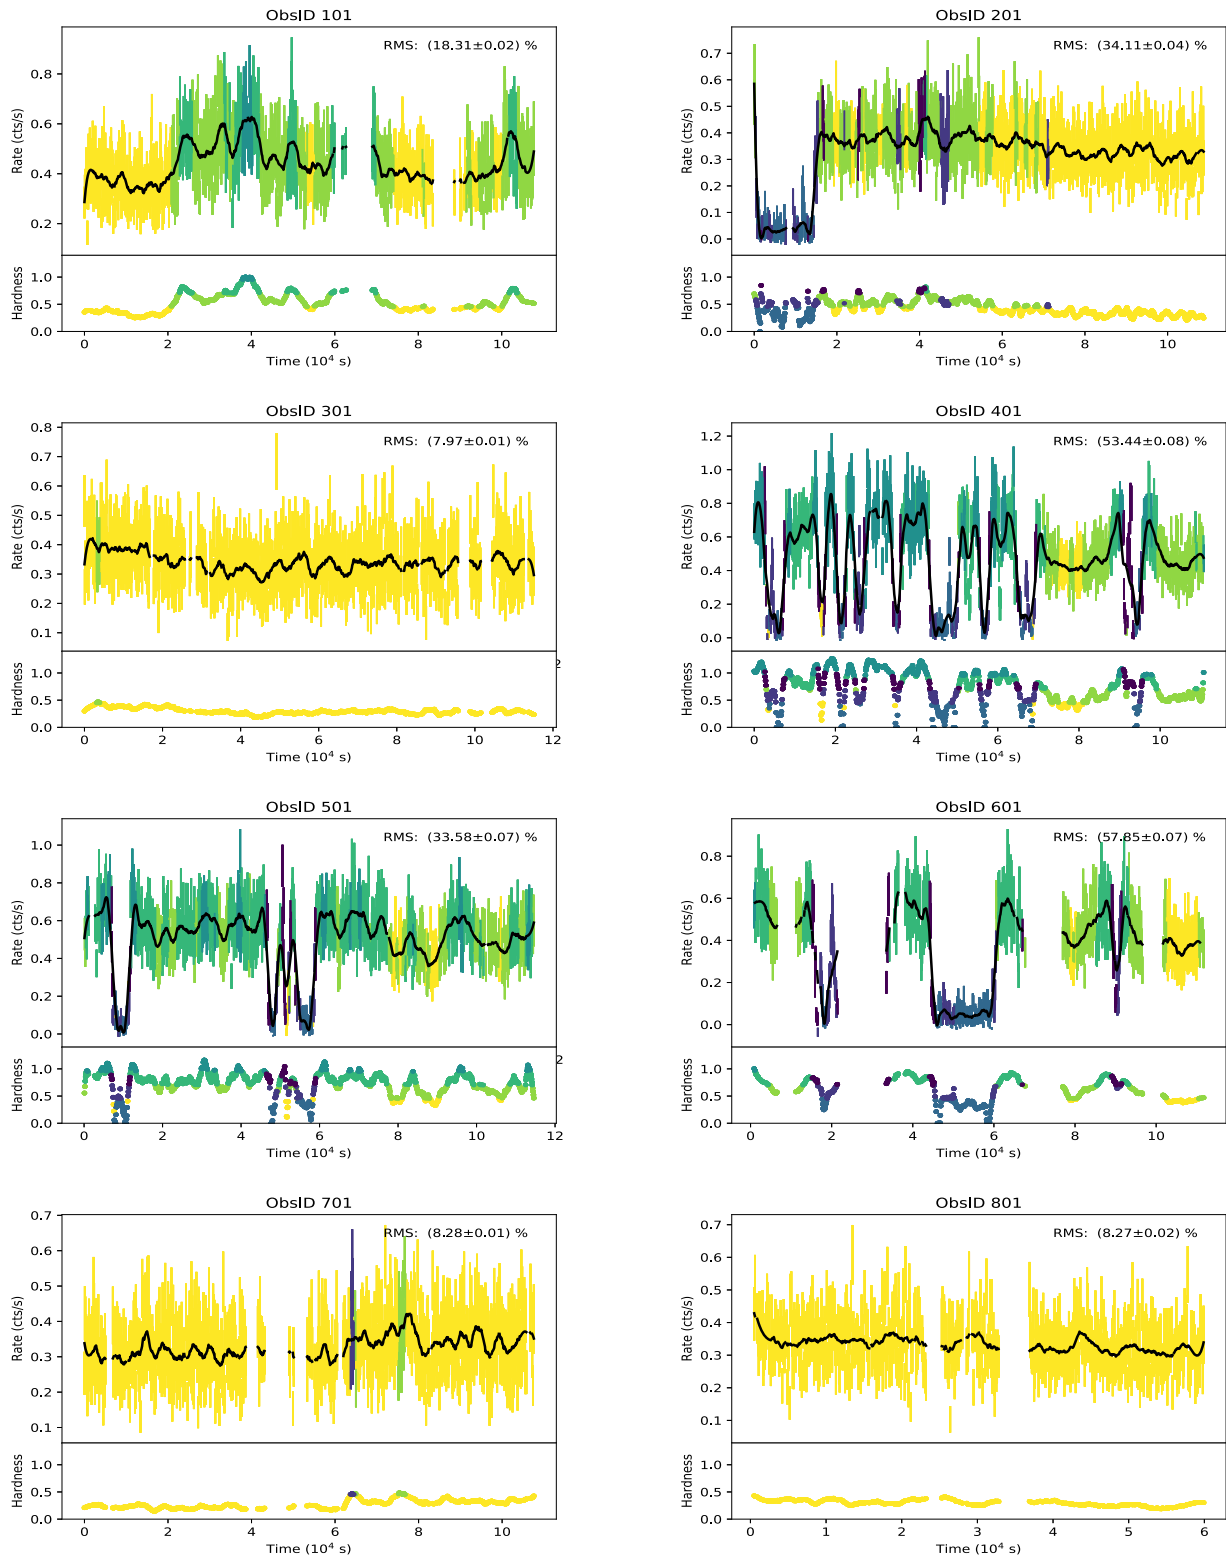 ObsID 101
RMS: (18.31±0.02) %
Rate (cts/s)
0.8
0.6
0.4
0.2
Hardness
1.0
0.5
0.0
0 2 4 6 8 10
Time (10⁴ s)
ObsID 201
RMS: (34.11±0.04) %
Rate (cts/s)
0.7
0.6
0.5
0.4
0.3
0.2
0.1
0.0
Hardness
1.0
0.5
0.0
0 2 4 6 8 10
Time (10⁴ s)
ObsID 301
RMS: (7.97±0.01) %
Rate (cts/s)
0.8
0.7
0.6
0.5
0.4
0.3
0.2
0.1
2
Hardness
1.0
0.5
0.0
0 2 4 6 8 10 12
Time (10⁴ s)
ObsID 401
RMS: (53.44±0.08) %
Rate (cts/s)
1.2
1.0
0.8
0.6
0.4
0.2
0.0
Hardness
1.0
0.5
0.0
0 2 4 6 8 10
Time (10⁴ s)
ObsID 501
RMS: (33.58±0.07) %
Rate (cts/s)
1.0
0.8
0.6
0.4
0.2
0.0
2
Hardness
1.0
0.5
0.0
0 2 4 6 8 10 12
Time (10⁴ s)
ObsID 601
RMS: (57.85±0.07) %
Rate (cts/s)
0.8
0.6
0.4
0.2
0.0
Hardness
1.0
0.5
0.0
0 2 4 6 8 10
Time (10⁴ s)
ObsID 701
RMS: (8.28±0.01) %
Rate (cts/s)
0.7
0.6
0.5
0.4
0.3
0.2
0.1
Hardness
1.0
0.5
0.0
0 2 4 6 8 10
Time (10⁴ s)
ObsID 801
RMS: (8.27±0.02) %
Rate (cts/s)
0.7
0.6
0.5
0.4
0.3
0.2
0.1
Hardness
1.0
0.5
0.0
0 1 2 3 4 5 6
Time (10⁴ s)